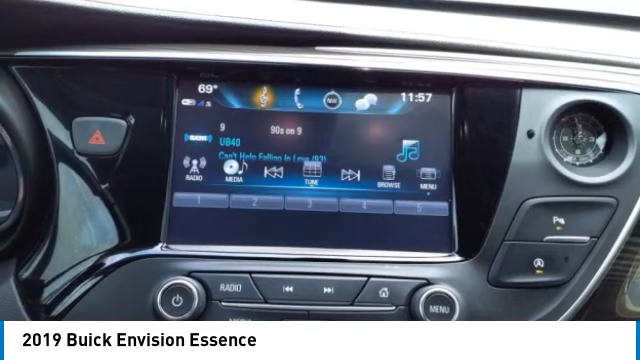 69°
NW
11:57
9 90s on 9
UB40
Can't Help Falling In Love (93)
RADIO MEDIA TUNE BROWSE MENU
1 2 3 4 5
RADIO
MENU
2019 Buick Envision Essence